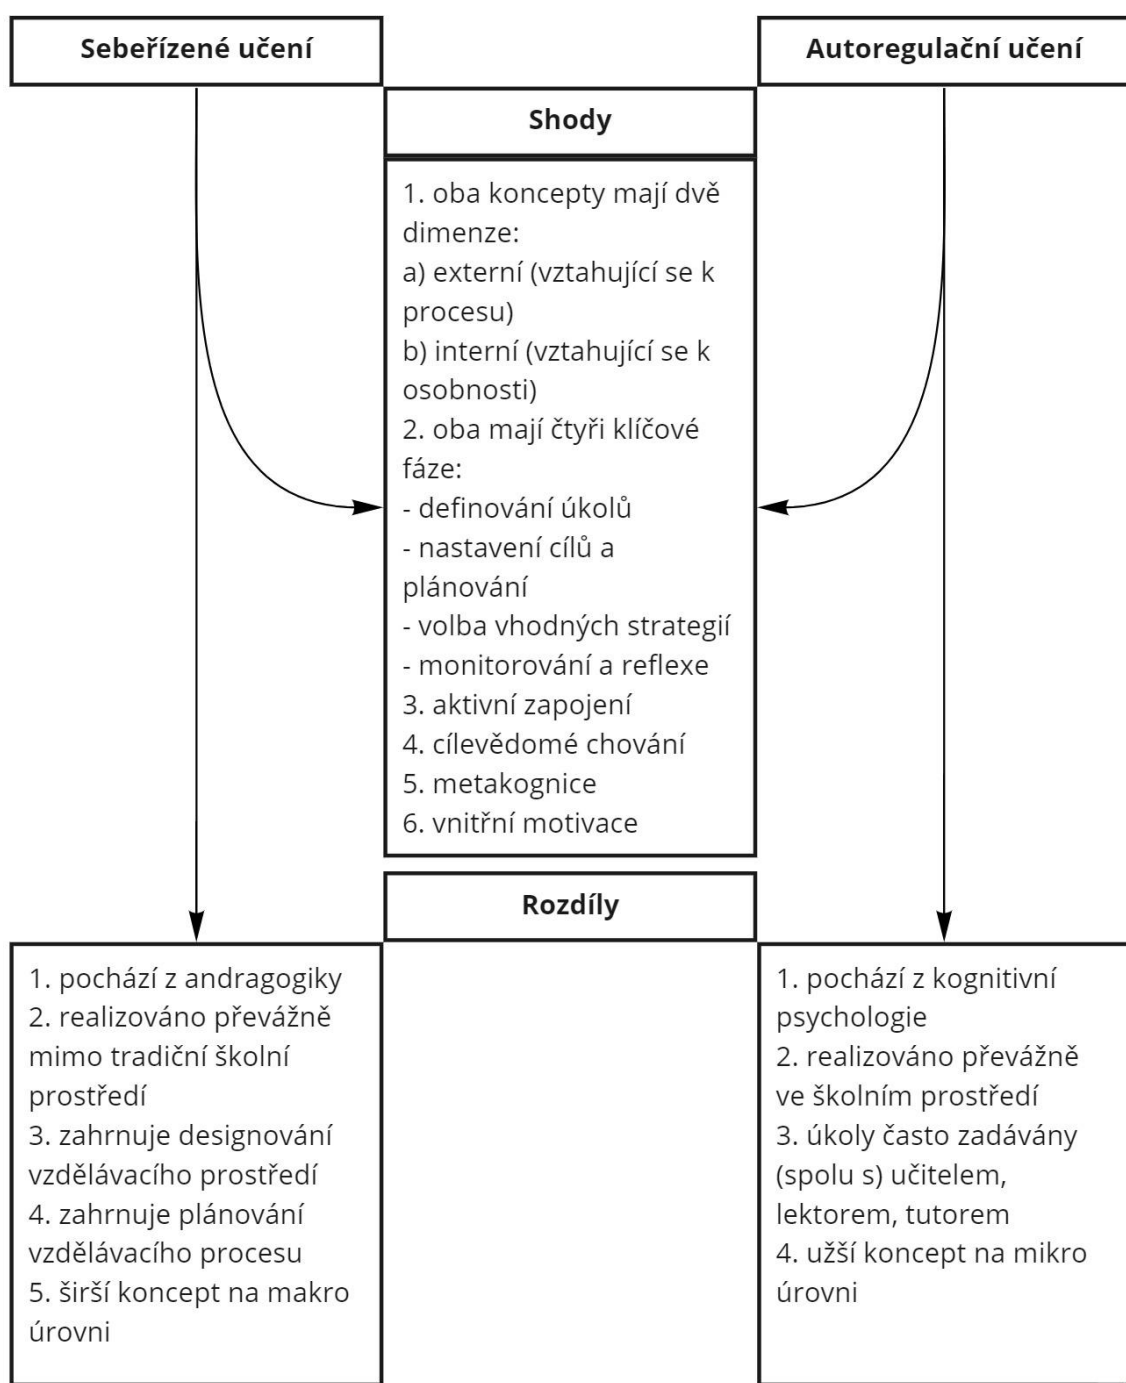 Sebeřízené učení
Autoregulační učení
Shody
1. oba koncepty mají dvě
dimenze:
a) externí (vztahující se k
procesu)
b) interní (vztahující se k
osobnosti)
2. oba mají čtyři klíčové
fáze:
- definování úkolů
- nastavení cílů a
plánování
- volba vhodných strategií
- monitorování a reflexe
3. aktivní zapojení
4. cílevědomé chování
5. metakognice
6. vnitřní motivace
Rozdíly
1. pochází z andragogiky
2. realizováno převážně
mimo tradiční školní
prostředí
3. zahrnuje designování
vzdělávacího prostředí
4. zahrnuje plánování
vzdělávacího procesu
5. širší koncept na makro
úrovni
1. pochází z kognitivní
psychologie
2. realizováno převážně
ve školním prostředí
3. úkoly často zadávány
(spolu s) učitelem,
lektorem, tutorem
4. užší koncept na mikro
úrovni